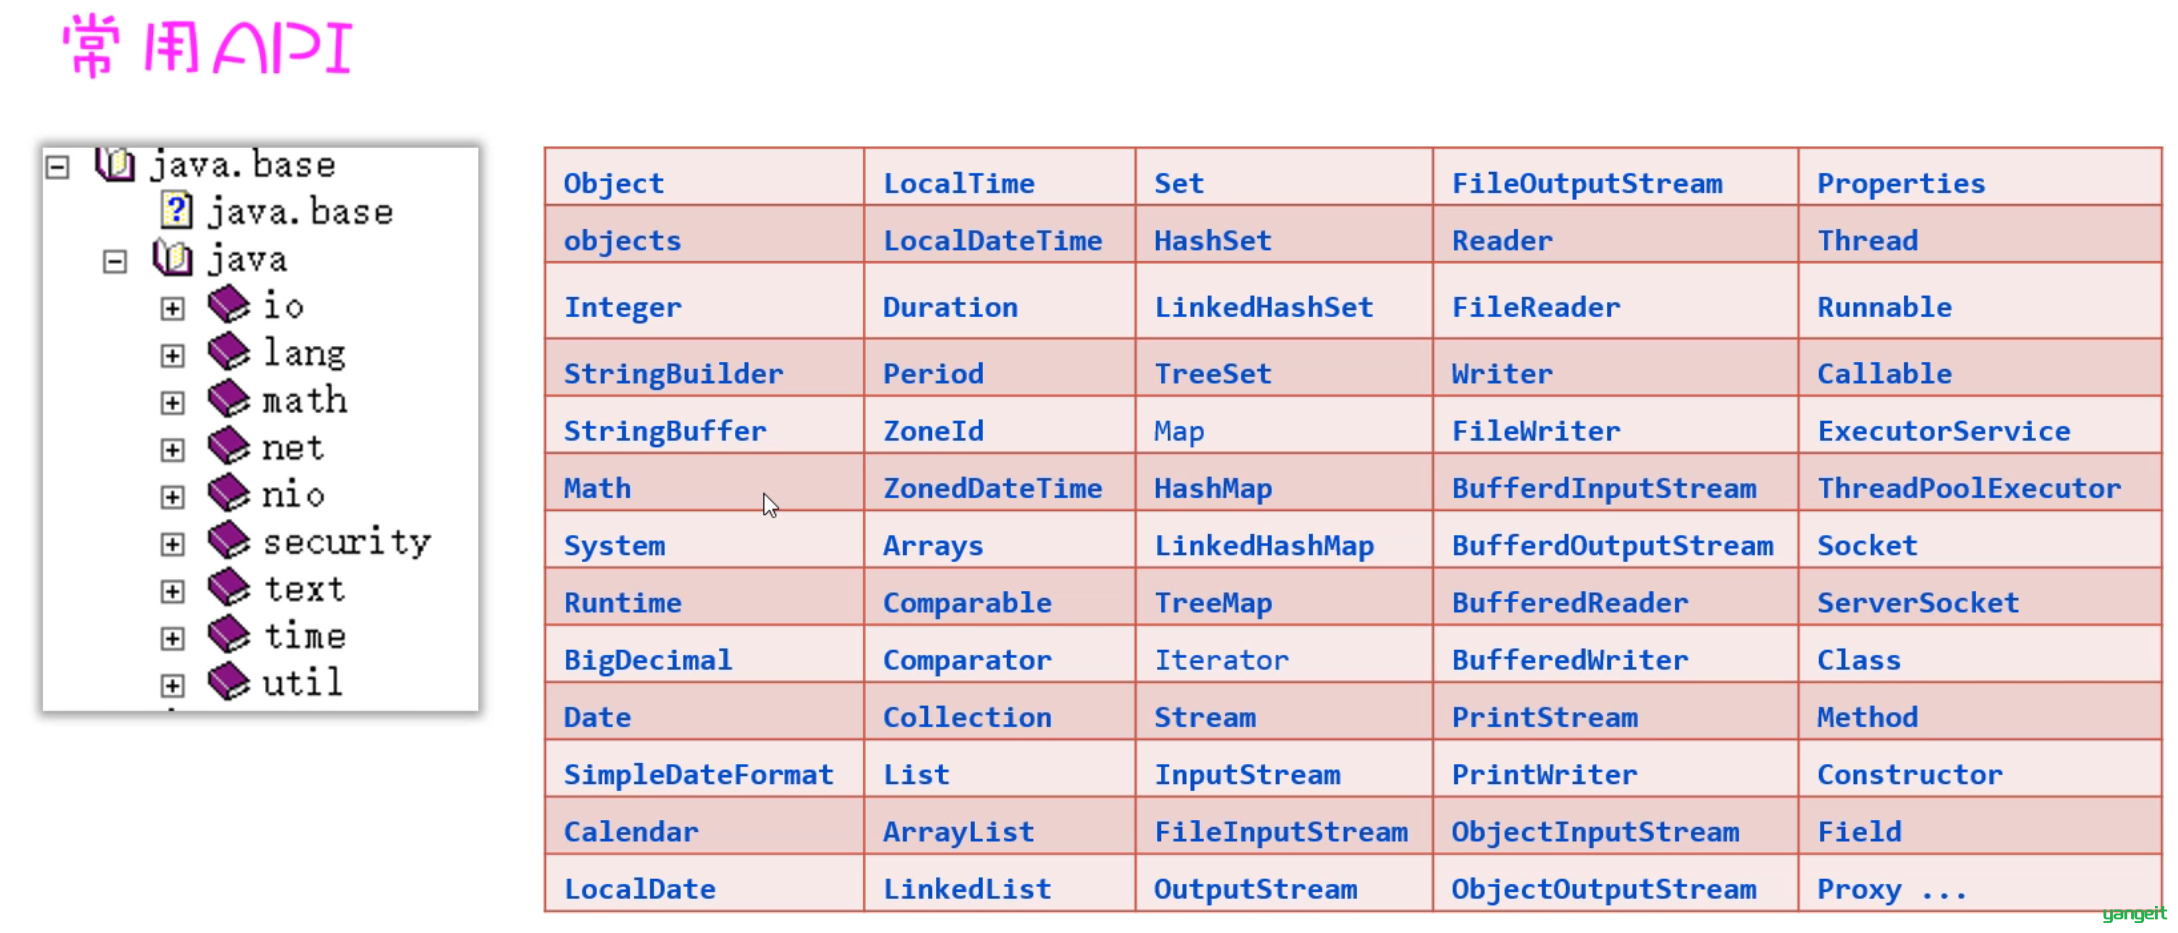 常用API
java.base
java.base
java
io
lang
math
net
nio
security
text
time
util
Object LocalTime Set FileOutputStream Properties
objects LocalDateTime HashSet Reader Thread
Integer Duration LinkedHashSet FileReader Runnable
StringBuilder Period TreeSet Writer Callable
StringBuffer ZoneId Map FileWriter ExecutorService
Math ZonedDateTime HashMap BufferdInputStream ThreadPoolExecutor
System Arrays LinkedHashMap BufferdOutputStream Socket
Runtime Comparable TreeMap BufferedReader ServerSocket
BigDecimal Comparator Iterator BufferedWriter Class
Date Collection Stream PrintStream Method
SimpleDateFormat List InputStream PrintWriter Constructor
Calendar ArrayList FileInputStream ObjectInputStream Field
LocalDate LinkedList OutputStream ObjectOutputStream Proxy ...
yangeit